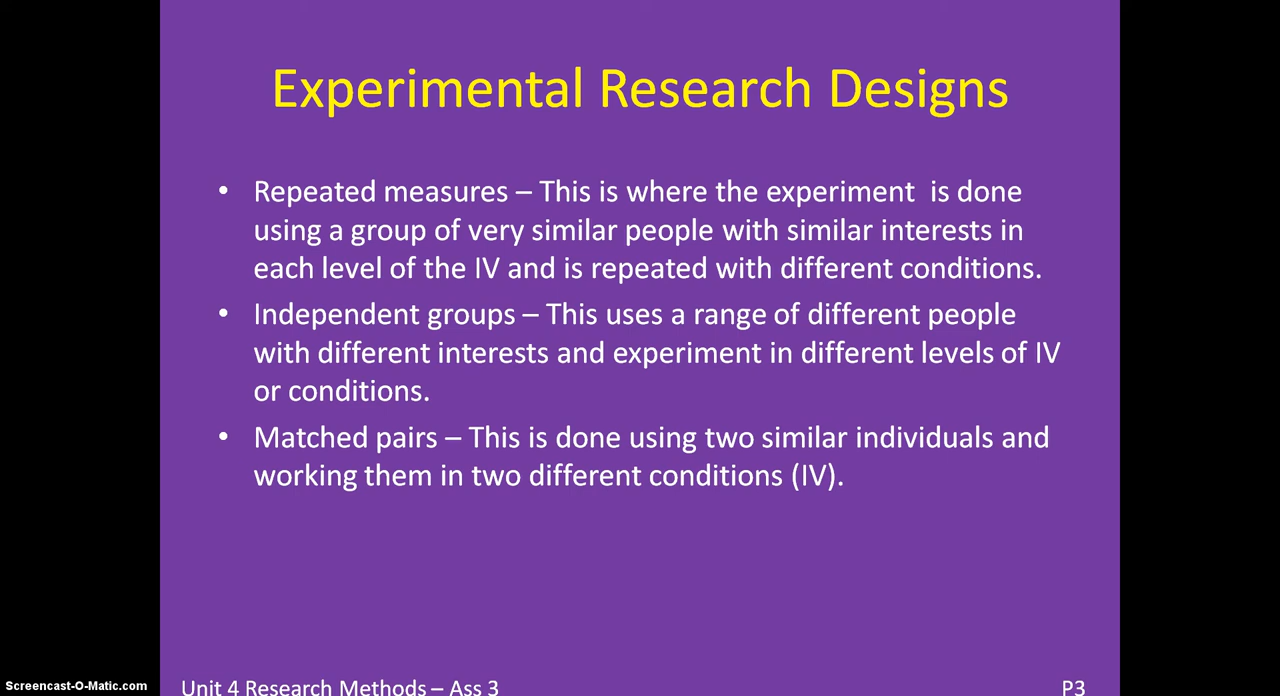 Experimental Research Designs
• Repeated measures – This is where the experiment  is done
using a group of very similar people with similar interests in
each level of the IV and is repeated with different conditions.
• Independent groups – This uses a range of different people
with different interests and experiment in different levels of IV
or conditions.
• Matched pairs – This is done using two similar individuals and
working them in two different conditions (IV).
Screencast-O-Matic.com
Unit 4 Research Methods – Ass 3
P3